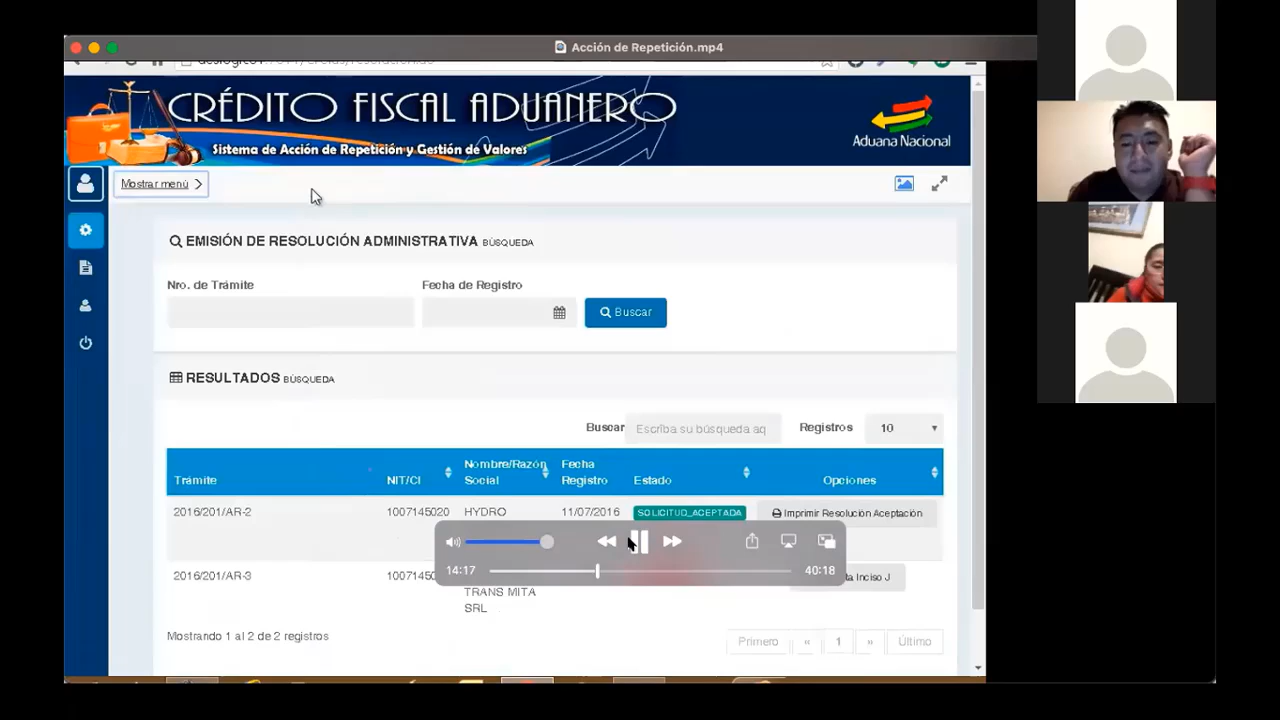 Acción de Repetición.mp4
CRÉDITO FISCAL ADUANERO
Sistema de Acción de Repetición y Gestión de Valores
Aduana Nacional
Mostrar menú
EMISIÓN DE RESOLUCIÓN ADMINISTRATIVA BÚSQUEDA
Nro. de Trámite Fecha de Registro
Buscar
RESULTADOS BÚSQUEDA
Buscar Escriba su búsqueda aq Registros 10
Trámite NIT/CI Nombre/Razón Social Fecha Registro Estado Opciones
2016/201/AR-2 1007145020 HYDRO 11/07/2016 SOLICITUD_ACEPTADA Imprimir Resolución Aceptación
14:17 40:18
2016/201/AR-3 TRANS MITA SRL Inciso J
Mostrando 1 al 2 de 2 registros
Primero « 1 » Último